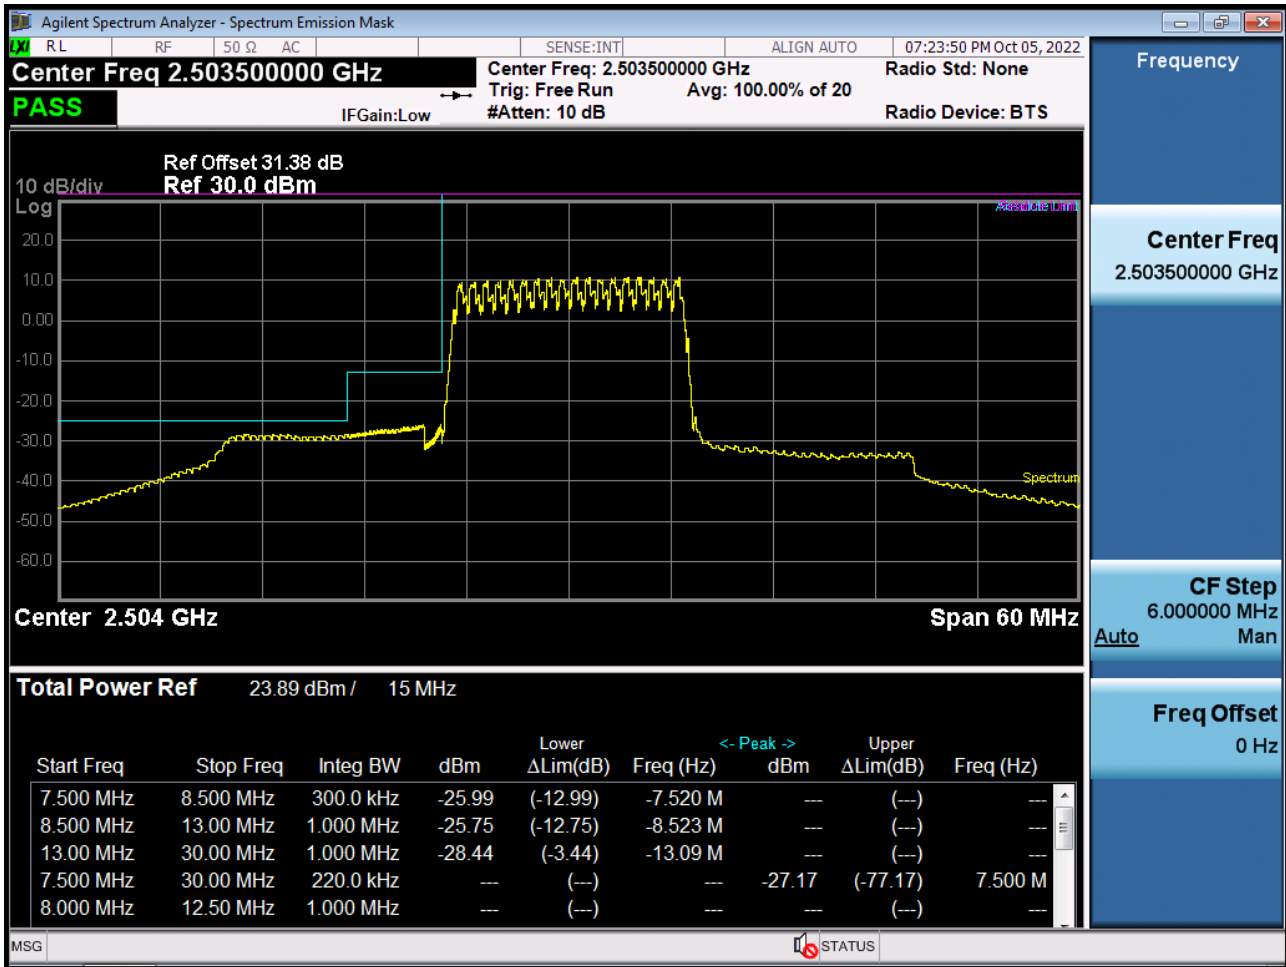 Agilent Spectrum Analyzer - Spectrum Emission Mask
LXI RL RF 50 Ω AC SENSE:INT ALIGN AUTO 07:23:50 PM Oct 05, 2022
Center Freq 2.503500000 GHz
Center Freq: 2.503500000 GHz Radio Std: None
Trig: Free Run Avg: 100.00% of 20
PASS
IFGain:Low #Atten: 10 dB Radio Device: BTS
Ref Offset 31.38 dB
10 dB/div Ref 30.0 dBm
Log
Absolute Limit
20.0
10.0
0.00
-10.0
-20.0
-30.0
-40.0
Spectrum
-50.0
-60.0
Center 2.504 GHz Span 60 MHz
Total Power Ref 23.89 dBm / 15 MHz
Lower <- Peak -> Upper
Start Freq Stop Freq Integ BW dBm ΔLim(dB) Freq (Hz) dBm ΔLim(dB) Freq (Hz)
7.500 MHz 8.500 MHz 300.0 kHz -25.99 (-12.99) -7.520 M --- (---) ---
8.500 MHz 13.00 MHz 1.000 MHz -25.75 (-12.75) -8.523 M --- (---) ---
13.00 MHz 30.00 MHz 1.000 MHz -28.44 (-3.44) -13.09 M --- (---) ---
7.500 MHz 30.00 MHz 220.0 kHz --- (---) --- -27.17 (-77.17) 7.500 M
8.000 MHz 12.50 MHz 1.000 MHz --- (---) --- --- (---) ---
MSG STATUS
Frequency
Center Freq
2.503500000 GHz
CF Step
6.000000 MHz
Auto Man
Freq Offset
0 Hz